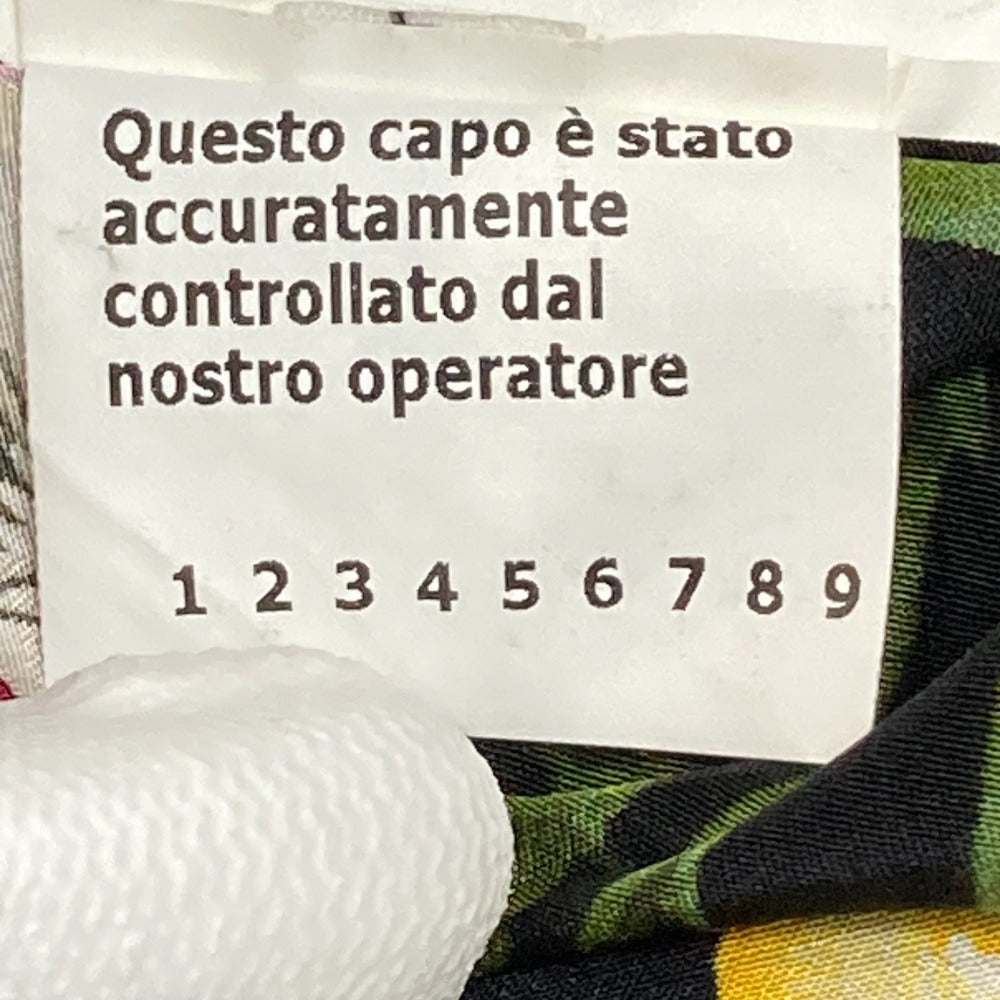 Questo capo è stato
accuratamente
controllato dal
nostro operatore
1 2 3 4 5 6 7 8 9